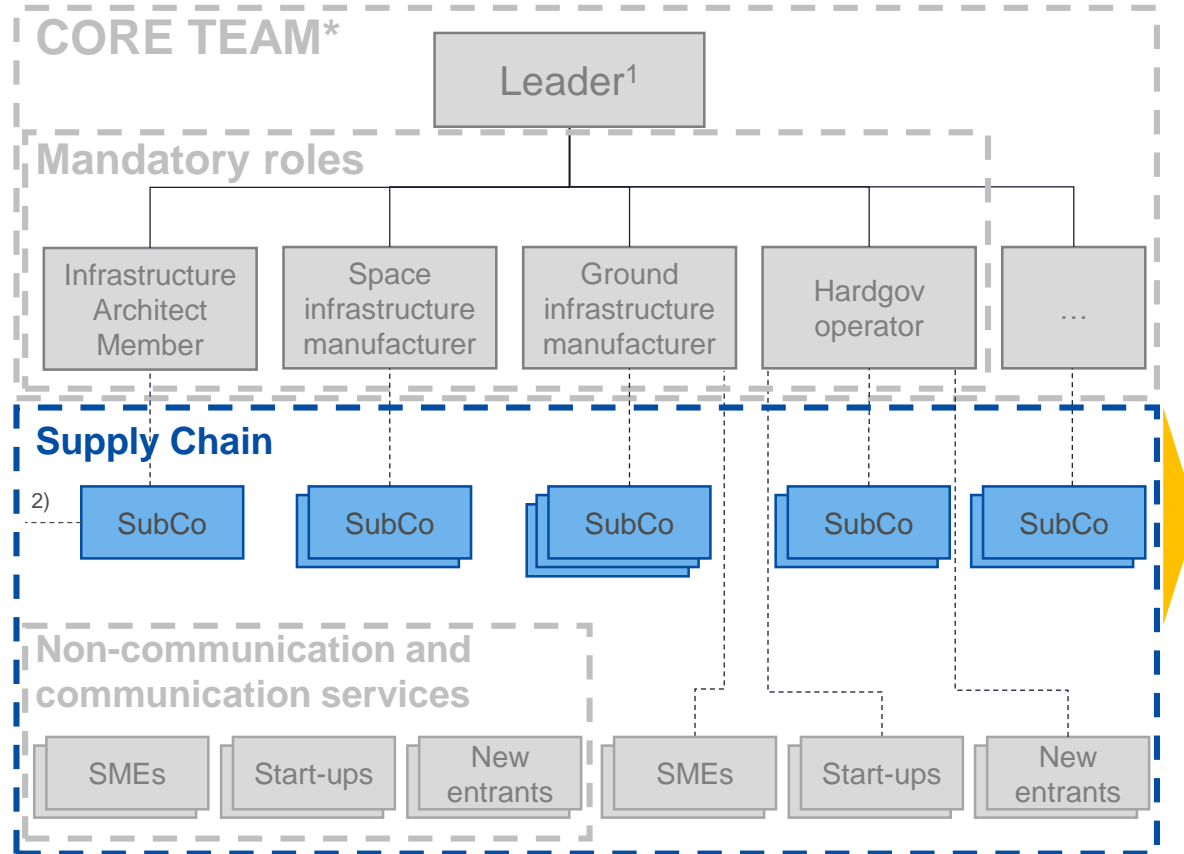 CORE TEAM*
Leader1
Mandatory roles
Infrastructure
Architect
Member
Space
infrastructure
manufacturer
Ground
infrastructure
manufacturer
Hardgov
operator
…
Supply Chain
2)
SubCo
SubCo
SubCo
SubCo
SubCo
Non-communication and
communication services
SMEs
Start-ups
New
entrants
SMEs
Start-ups
New
entrants